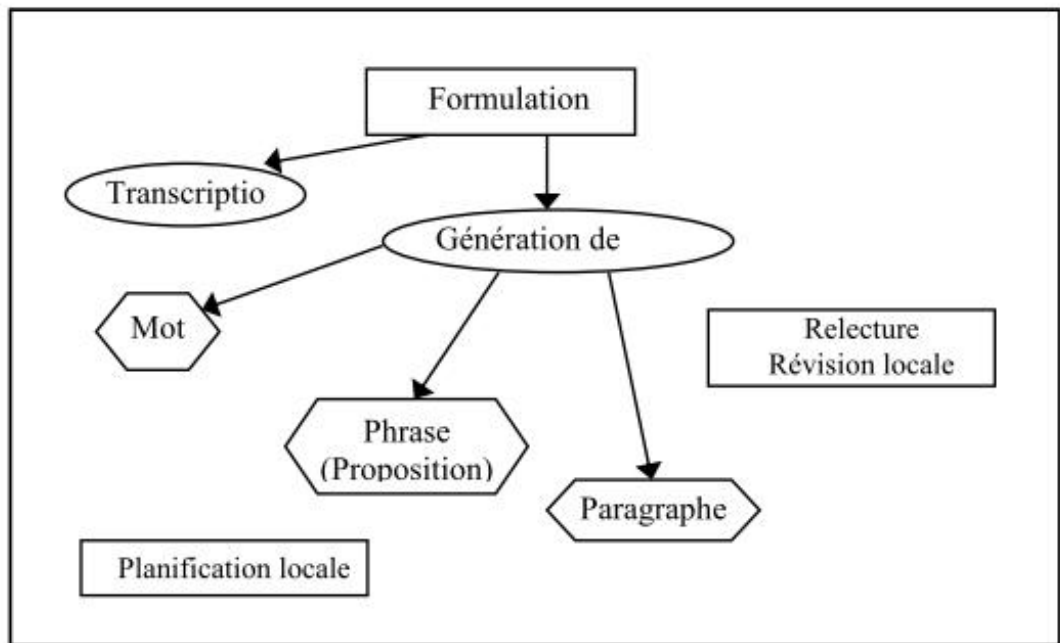 Formulation
Transcriptio
Génération de
Mot
Relecture
Révision locale
Phrase
(Proposition)
Paragraphe
Planification locale